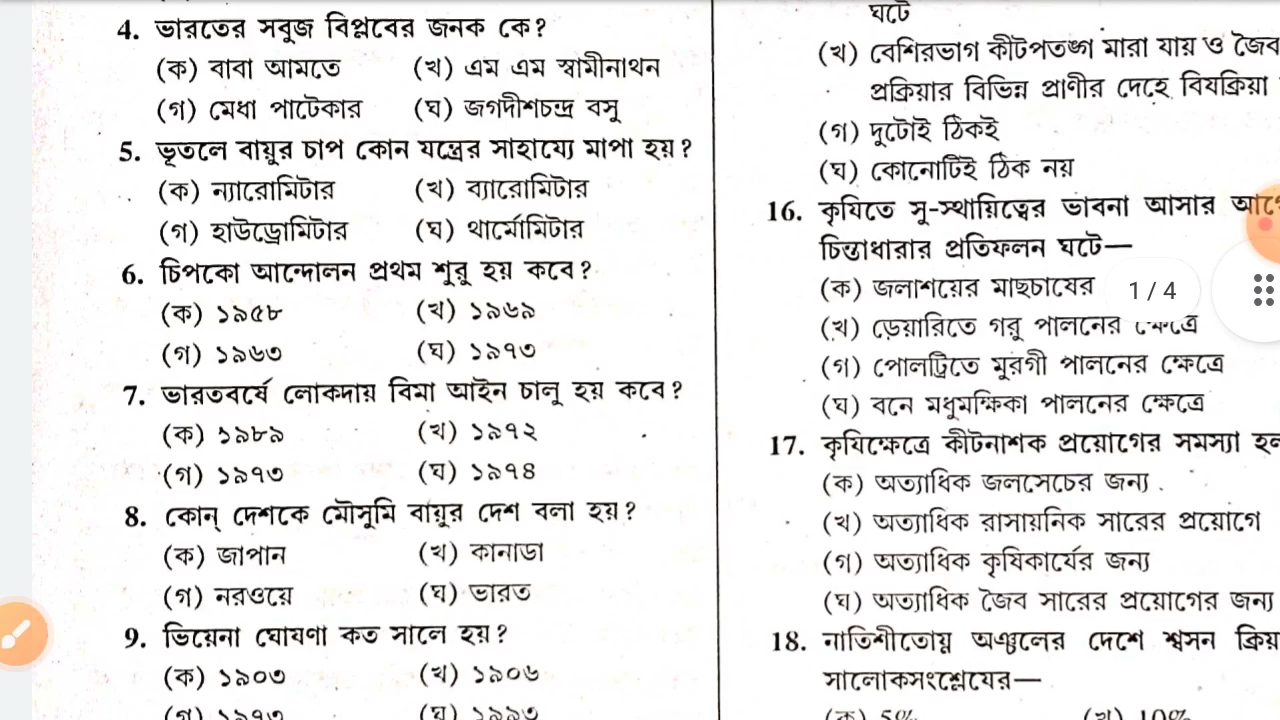 4. ভারতের সবুজ বিপ্লবের জনক কে?
(ক) বাবা আমতে (খ) এম এম স্বামীনাথন
(গ) মেধা পাটেকার (ঘ) জগদীশচন্দ্র বসু
5. ভূতলে বায়ুর চাপ কোন যন্ত্রের সাহায্যে মাপা হয়?
(ক) ন্যারোমিটার (খ) ব্যারোমিটার
(গ) হাউড্রোমিটার (ঘ) থার্মোমিটার
6. চিপকো আন্দোলন প্রথম শুরু হয় কবে?
(ক) ১৯৫৮ (খ) ১৯৬৯
(গ) ১৯৬৩ (ঘ) ১৯৭৩
7. ভারতবর্ষে লোকদায় বিমা আইন চালু হয় কবে?
(ক) ১৯৮৯ (খ) ১৯৭২
(গ) ১৯৭৩ (ঘ) ১৯৭৪
8. কোন্ দেশকে মৌসুমি বায়ুর দেশ বলা হয়?
(ক) জাপান (খ) কানাডা
(গ) নরওয়ে (ঘ) ভারত
9. ভিয়েনা ঘোষণা কত সালে হয়?
(ক) ১৯০৩ (খ) ১৯০৬
(গ) ১৯৭৩ (ঘ) ১৯৯৩
ঘটে
(খ) বেশিরভাগ কীটপতঙ্গ মারা যায় ও জৈব
প্রক্রিয়ার বিভিন্ন প্রাণীর দেহে বিষক্রিয়া
(গ) দুটোই ঠিকই
(ঘ) কোনোটিই ঠিক নয়
16. কৃষিতে সু-স্থায়িত্বের ভাবনা আসার
চিন্তাধারার প্রতিফলন ঘটে—
(ক) জলাশয়ের মাছচাষের
1 / 4
(খ) ডেয়ারিতে গরু পালনের ক্ষেত্রে
(গ) পোলট্রিতে মুরগী পালনের ক্ষেত্রে
(ঘ) বনে মধুমক্ষিকা পালনের ক্ষেত্রে
17. কৃষিক্ষেত্রে কীটনাশক প্রয়োগের সমস্যা
(ক) অত্যাধিক জলসেচের জন্য
(খ) অত্যাধিক রাসায়নিক সারের প্রয়োগে
(গ) অত্যাধিক কৃষিকার্যের জন্য
(ঘ) অত্যাধিক জৈব সারের প্রয়োগের জন্য
18. নাতিশীতোষ্ণ অঞ্চলের দেশে শ্বসন
সালোকসংশ্লেষের—
(ক) 5% (খ) 10%